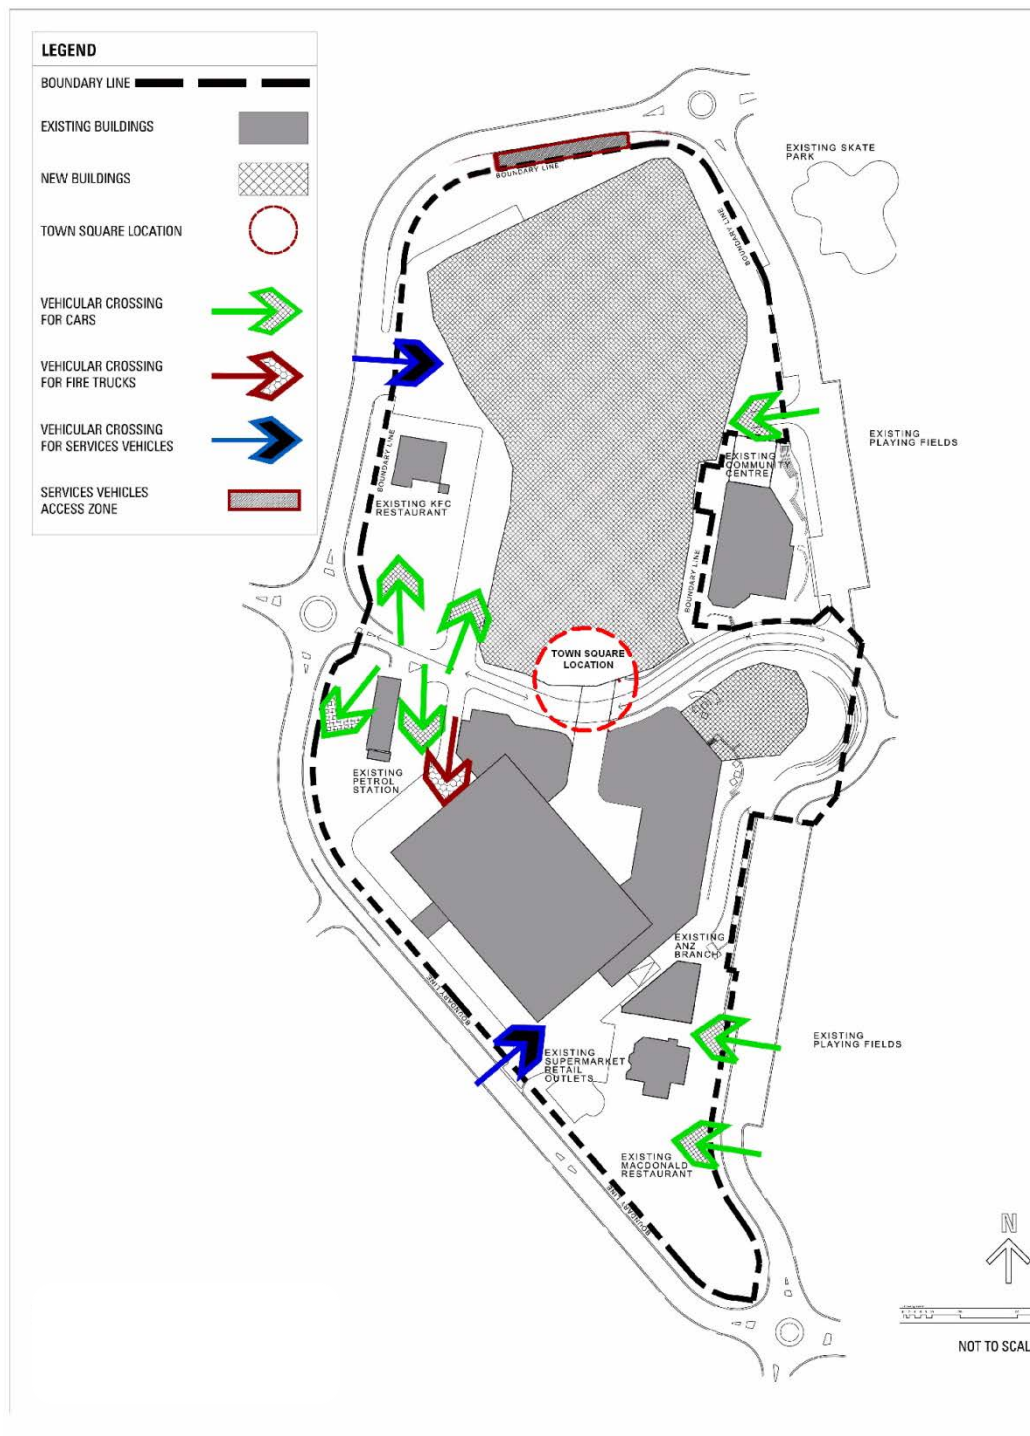 LEGEND
BOUNDARY LINE
EXISTING BUILDINGS
NEW BUILDINGS
TOWN SQUARE LOCATION
VEHICULAR CROSSING
FOR CARS
VEHICULAR CROSSING
FOR FIRE TRUCKS
VEHICULAR CROSSING
FOR SERVICES VEHICLES
SERVICES VEHICLES
ACCESS ZONE
BOUNDARY LINE
EXISTING SKATE
PARK
BOUNDARY LINE
EXISTING
PLAYING FIELDS
EXISTING
COMMUNITY
CENTRE
BOUNDARY LINE
EXISTING KFC
RESTAURANT
BOUNDARY LINE
TOWN SQUARE
LOCATION
EXISTING
PETROL
STATION
EXISTING
ANZ
BRANCH
BOUNDARY LINE
EXISTING
SUPERMARKET
RETAIL
OUTLETS
EXISTING
PLAYING FIELDS
EXISTING
MACDONALD
RESTAURANT
BOUNDARY LINE
N
NOT TO SCAL